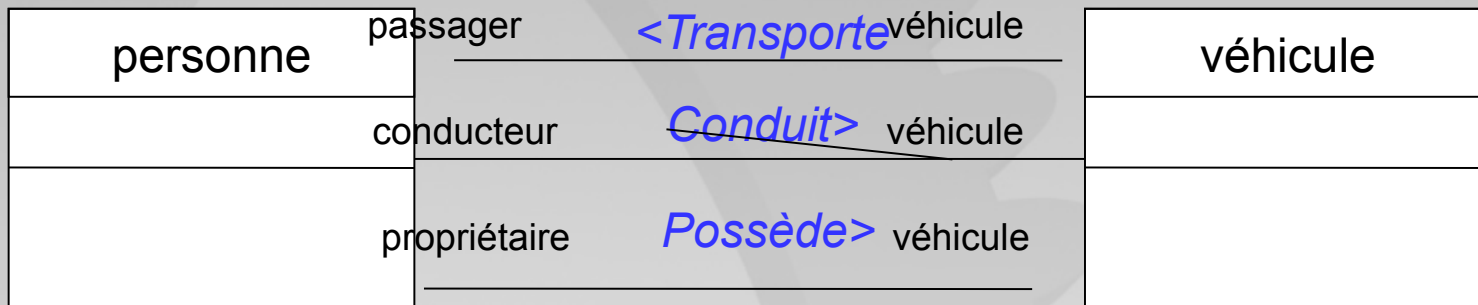 personne passager <Transporte véhicule véhicule
conducteur Conduit> véhicule
propriétaire Possède> véhicule